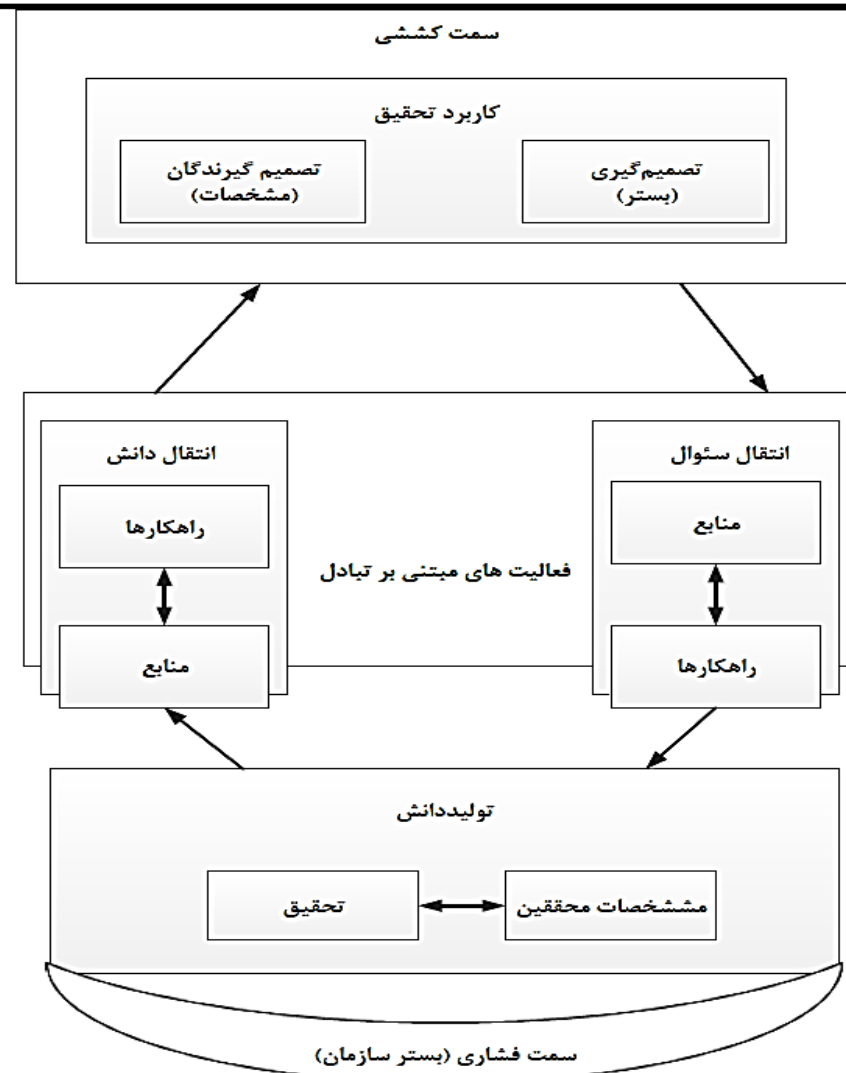 سمت کششی
کاربرد تحقیق
تصمیم‌گیری
(بستر)
تصمیم گیرندگان
(مشخصات)
انتقال سئوال
منابع
راهکارها
فعالیت های مبتنی بر تبادل
انتقال دانش
راهکارها
منابع
تولیددانش
مششخصات محققین
تحقیق
سمت فشاری (بستر سازمان)